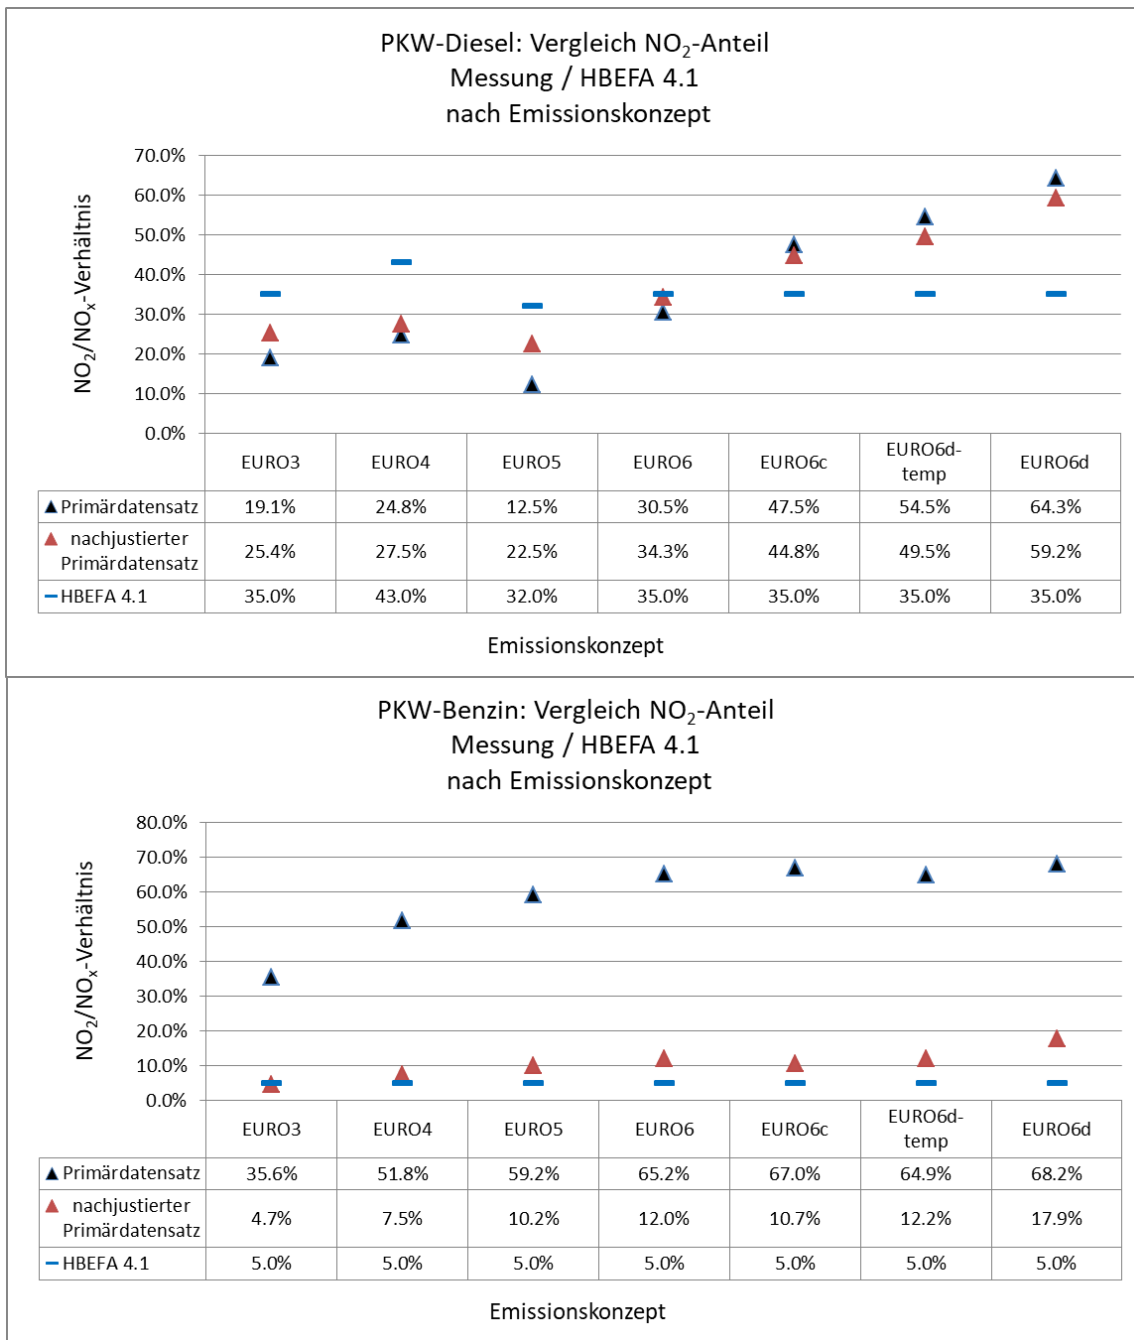 PKW-Diesel: Vergleich NO₂-Anteil
Messung / HBEFA 4.1
nach Emissionskonzept
NO₂/NOₓ-Verhältnis
70.0%
60.0%
50.0%
40.0%
30.0%
20.0%
10.0%
0.0%
EURO3 EURO4 EURO5 EURO6 EURO6c EURO6d-temp EURO6d
Primärdatensatz 19.1% 24.8% 12.5% 30.5% 47.5% 54.5% 64.3%
nachjustierter
Primärdatensatz 25.4% 27.5% 22.5% 34.3% 44.8% 49.5% 59.2%
HBEFA 4.1 35.0% 43.0% 32.0% 35.0% 35.0% 35.0% 35.0%
Emissionskonzept
PKW-Benzin: Vergleich NO₂-Anteil
Messung / HBEFA 4.1
nach Emissionskonzept
NO₂/NOₓ-Verhältnis
80.0%
70.0%
60.0%
50.0%
40.0%
30.0%
20.0%
10.0%
0.0%
EURO3 EURO4 EURO5 EURO6 EURO6c EURO6d-temp EURO6d
Primärdatensatz 35.6% 51.8% 59.2% 65.2% 67.0% 64.9% 68.2%
nachjustierter
Primärdatensatz 4.7% 7.5% 10.2% 12.0% 10.7% 12.2% 17.9%
HBEFA 4.1 5.0% 5.0% 5.0% 5.0% 5.0% 5.0% 5.0%
Emissionskonzept